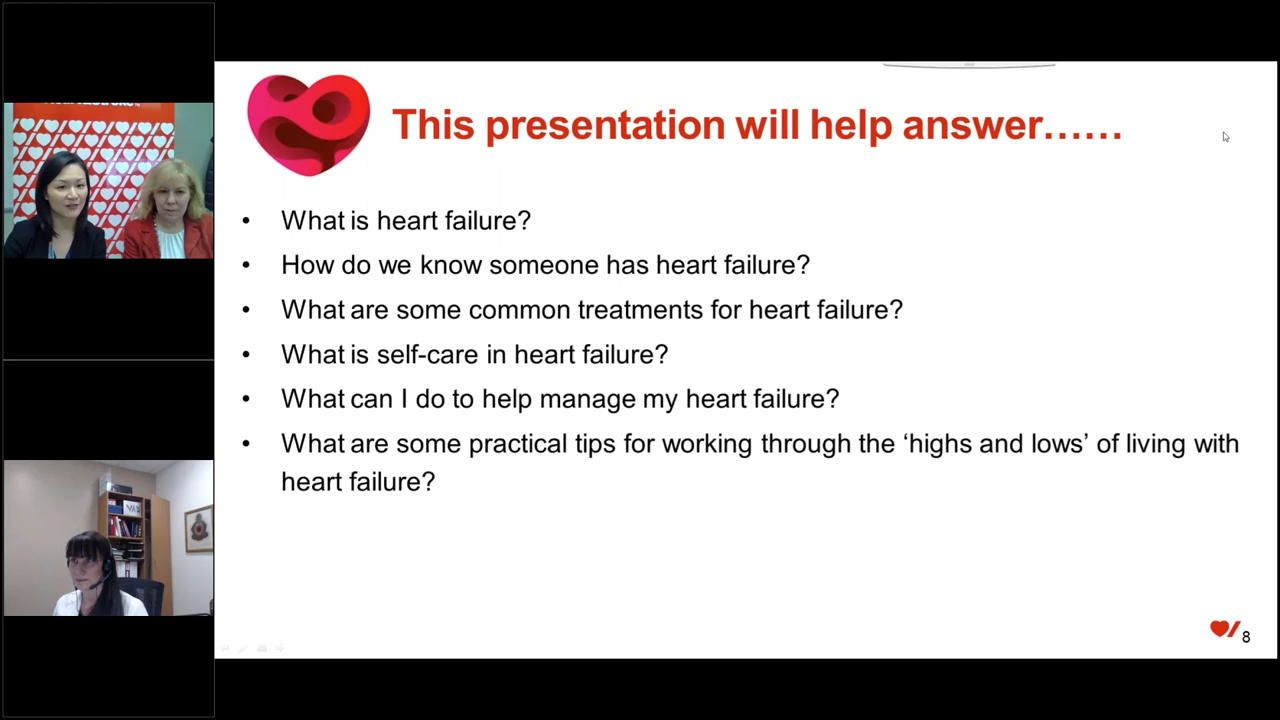 This presentation will help answer……
• What is heart failure?
• How do we know someone has heart failure?
• What are some common treatments for heart failure?
• What is self-care in heart failure?
• What can I do to help manage my heart failure?
• What are some practical tips for working through the ‘highs and lows’ of living with
heart failure?
8